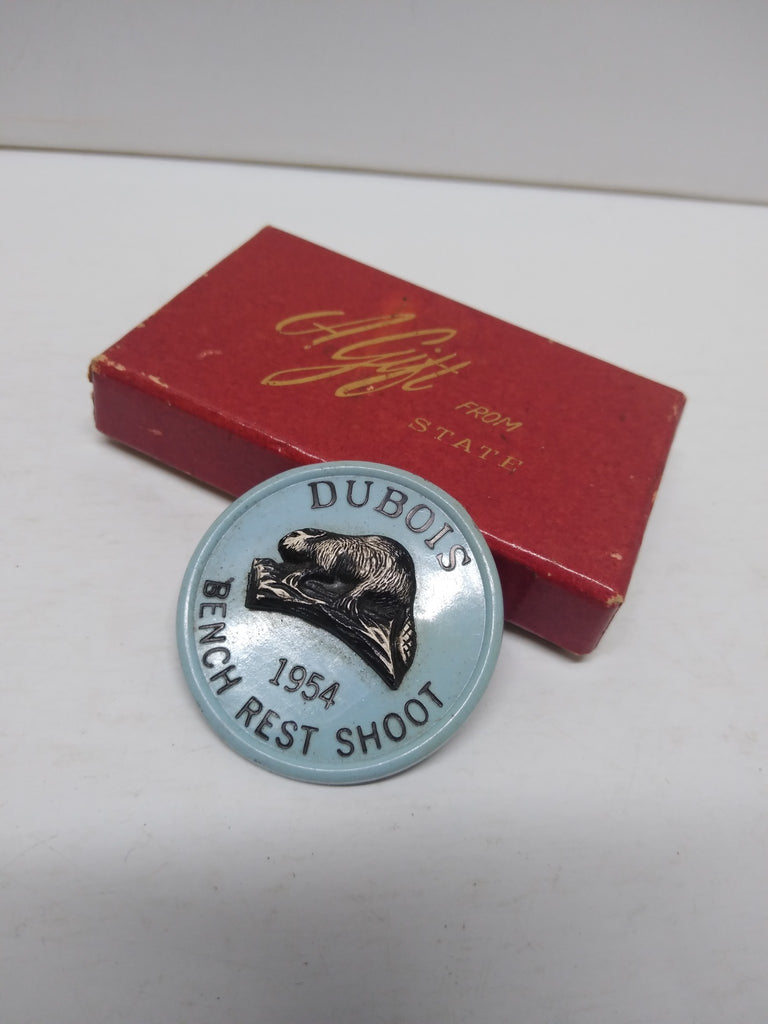 A Gift
FROM
STATE
DUBOIS
1954
BENCH REST SHOOT